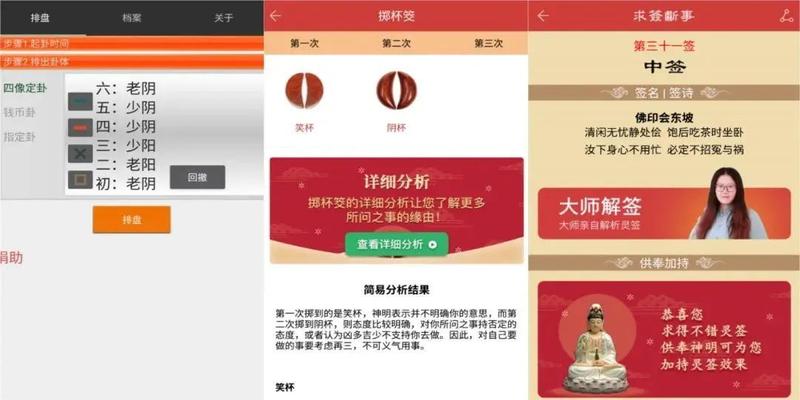 排盘
档案
关于
步骤1.起卦时间
步骤2.排出卦体
四像定卦
钱币卦
指定卦
六：老阴
五：少阴
四：少阴
三：少阳
二：老阳
初：老阴
回撤
排盘
捐助
掷杯筊
第一次
第二次
第三次
笑杯
阴杯
详细分析
掷杯筊的详细分析让您了解更多
所问之事的缘由！
查看详细分析
简易分析结果
第一次掷到的是笑杯，神明表示并不明确你的意思，而第
二次掷到阴杯，则态度比较明确，对你所问之事持否定的
态度，或者认为凶多吉少不支持你去做。因此，对自己要
做的事要考虑再三，不可义气用事。
笑杯
求签斷事
第三十一签
中签
签名 | 签诗
佛印会东坡
清闲无忧静处侩 饱后吃茶时坐卧
汝下身心不用忙 必定不招冤与祸
大师解签
大师亲自解析灵签
供奉加持
恭喜您
求得不错灵签
供奉神明可为您
加持灵签效果